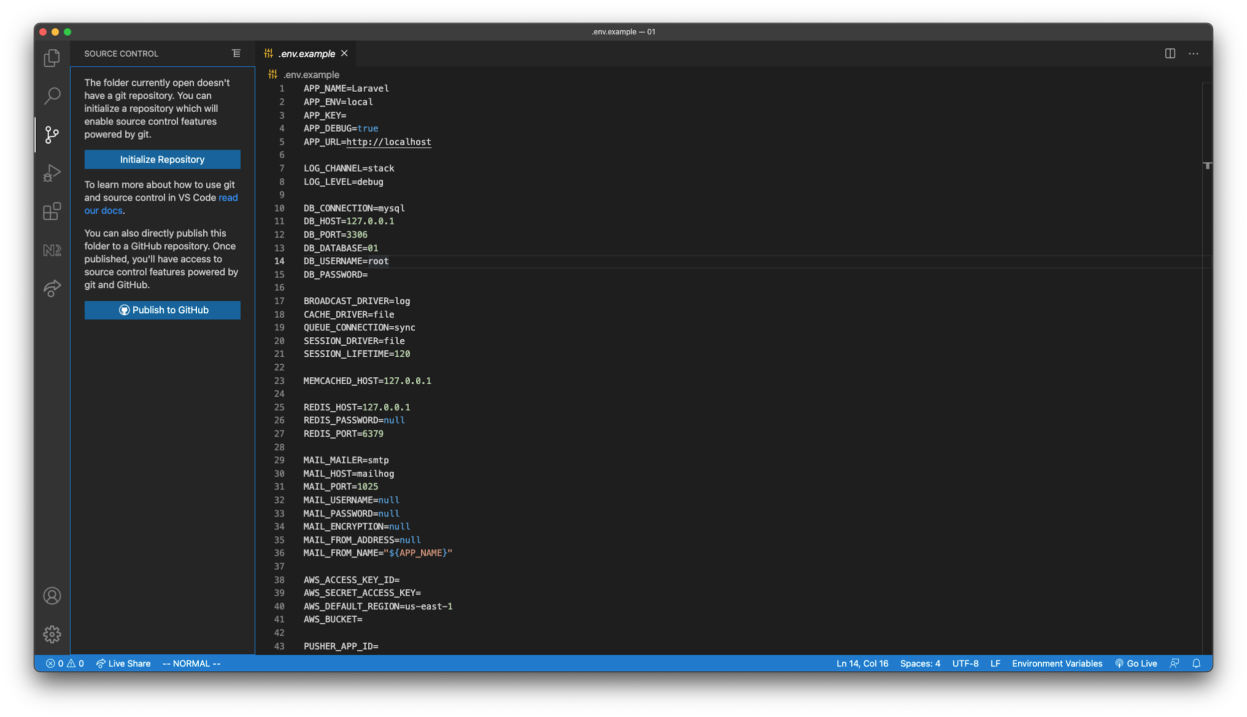 .env.example — 01
SOURCE CONTROL
The folder currently open doesn't
have a git repository. You can
initialize a repository which will
enable source control features
powered by git.
Initialize Repository
To learn more about how to use git
and source control in VS Code read
our docs.
You can also directly publish this
folder to a GitHub repository. Once
published, you'll have access to
source control features powered by
git and GitHub.
Publish to GitHub
.env.example
.env.example
1 APP_NAME=Laravel
2 APP_ENV=local
3 APP_KEY=
4 APP_DEBUG=true
5 APP_URL=http://localhost
6
7 LOG_CHANNEL=stack
8 LOG_LEVEL=debug
9
10 DB_CONNECTION=mysql
11 DB_HOST=127.0.0.1
12 DB_PORT=3306
13 DB_DATABASE=01
14 DB_USERNAME=root
15 DB_PASSWORD=
16
17 BROADCAST_DRIVER=log
18 CACHE_DRIVER=file
19 QUEUE_CONNECTION=sync
20 SESSION_DRIVER=file
21 SESSION_LIFETIME=120
22
23 MEMCACHED_HOST=127.0.0.1
24
25 REDIS_HOST=127.0.0.1
26 REDIS_PASSWORD=null
27 REDIS_PORT=6379
28
29 MAIL_MAILER=smtp
30 MAIL_HOST=mailhog
31 MAIL_PORT=1025
32 MAIL_USERNAME=null
33 MAIL_PASSWORD=null
34 MAIL_ENCRYPTION=null
35 MAIL_FROM_ADDRESS=null
36 MAIL_FROM_NAME="${APP_NAME}"
37
38 AWS_ACCESS_KEY_ID=
39 AWS_SECRET_ACCESS_KEY=
40 AWS_DEFAULT_REGION=us-east-1
41 AWS_BUCKET=
42
43 PUSHER_APP_ID=
0 0 Live Share -- NORMAL -- Ln 14, Col 16 Spaces: 4 UTF-8 LF Environment Variables Go Live